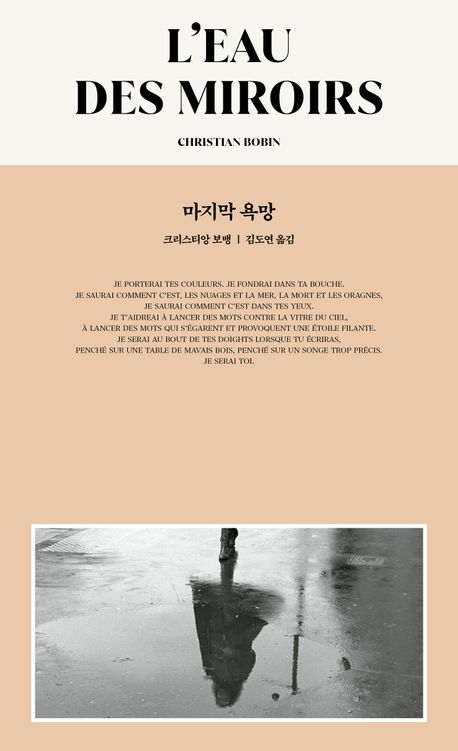 L’EAU
DES MIROIRS
CHRISTIAN BOBIN
마지막 욕망
크리스티앙 보뱅 | 김도연 옮김
JE PORTERAI TES COULEURS. JE FONDRAI DANS TA BOUCHE.
JE SAURAI COMMENT C’EST, LES NUAGES ET LA MER, LA MORT ET LES ORAGNES,
JE SAURAI COMMENT C’EST DANS TES YEUX.
JE T’AIDREAI À LANCER DES MOTS CONTRE LA VITRE DU CIEL,
À LANCER DES MOTS QUI S’ÉGARENT ET PROVOQUENT UNE ÉTOILE FILANTE.
JE SERAI AU BOUT DE TES DOIGHTS LORSQUE TU ÉCRIRAS,
PENCHÉ SUR UNE TABLE DE MAVAIS BOIS, PENCHÉ SUR UN SONGE TROP PRÉCIS.
JE SERAI TOI.